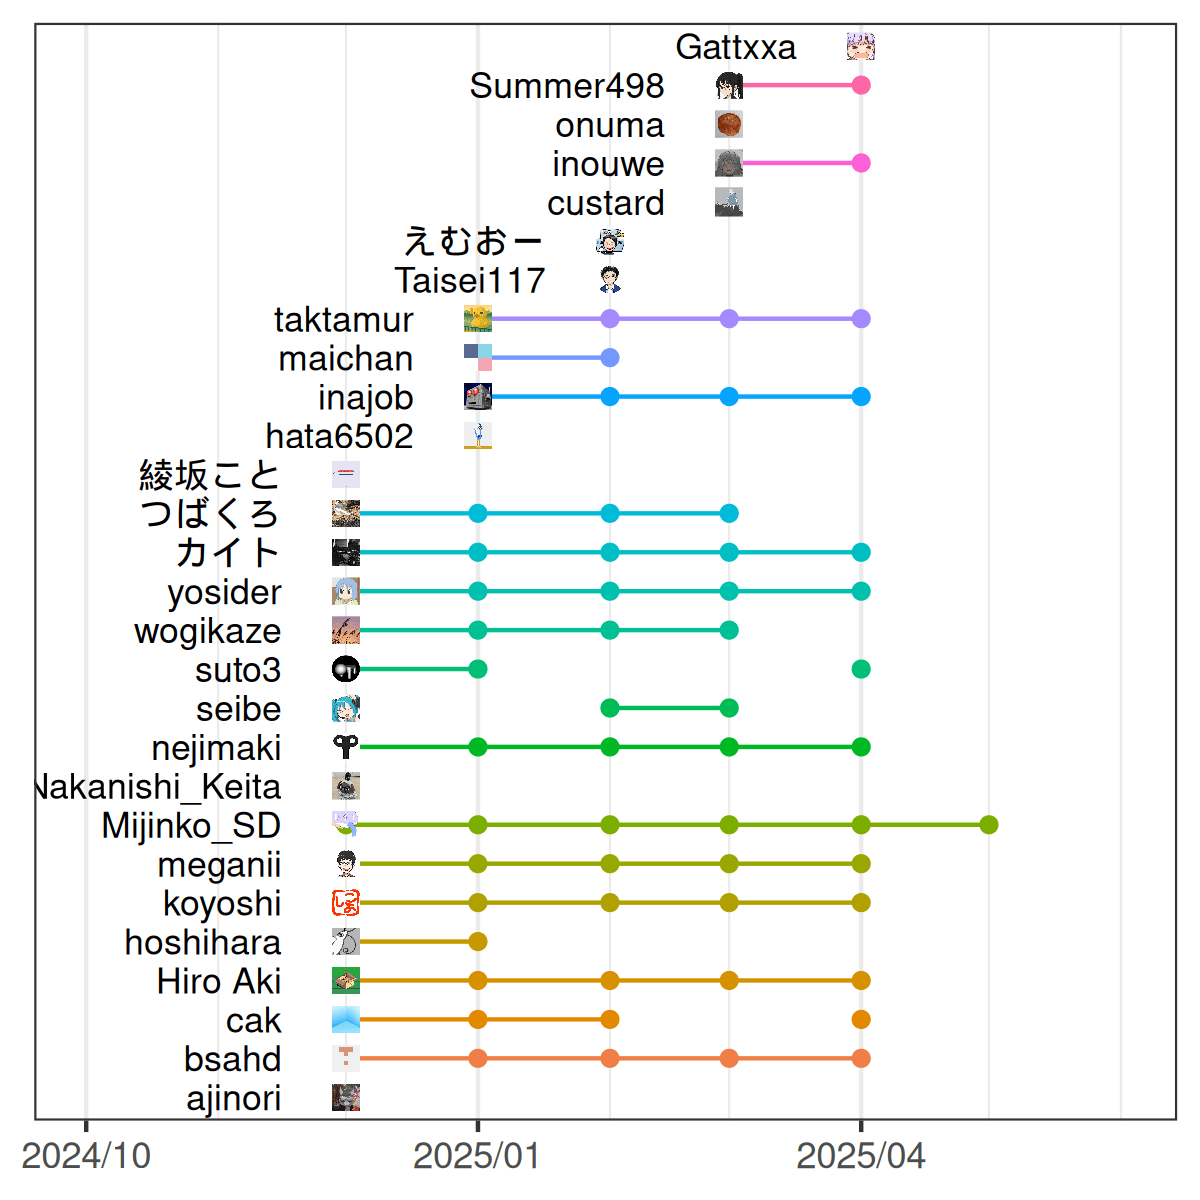 Gattxxa
Summer498
onuma
inouwe
custard
えむおー
Taisei117
taktamur
maichan
inajob
hata6502
綾坂こと
つばくろ
カイト
yosider
wogikaze
suto3
seibe
nejimaki
Nakanishi_Keita
Mijinko_SD
meganii
koyoshi
hoshihara
Hiro Aki
cak
bsahd
ajinori
2024/10 2025/01 2025/04